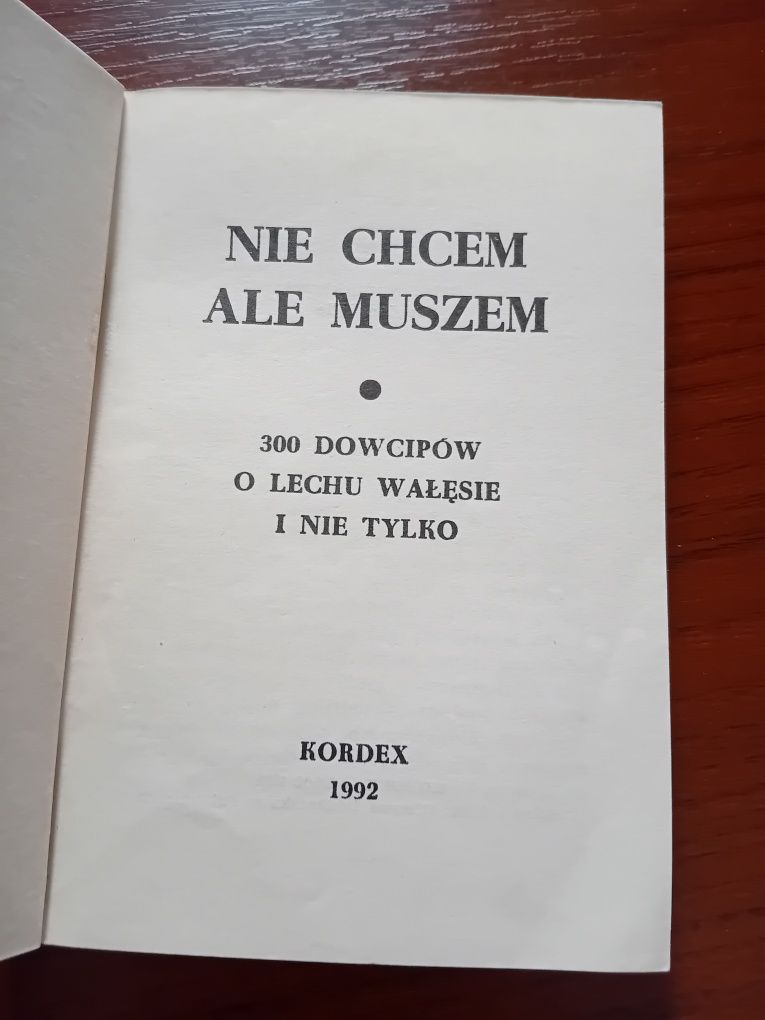 NIE CHCEM
ALE MUSZEM
300 DOWCIPÓW
O LECHU WAŁĘSIE
I NIE TYLKO
KORDEX
1992